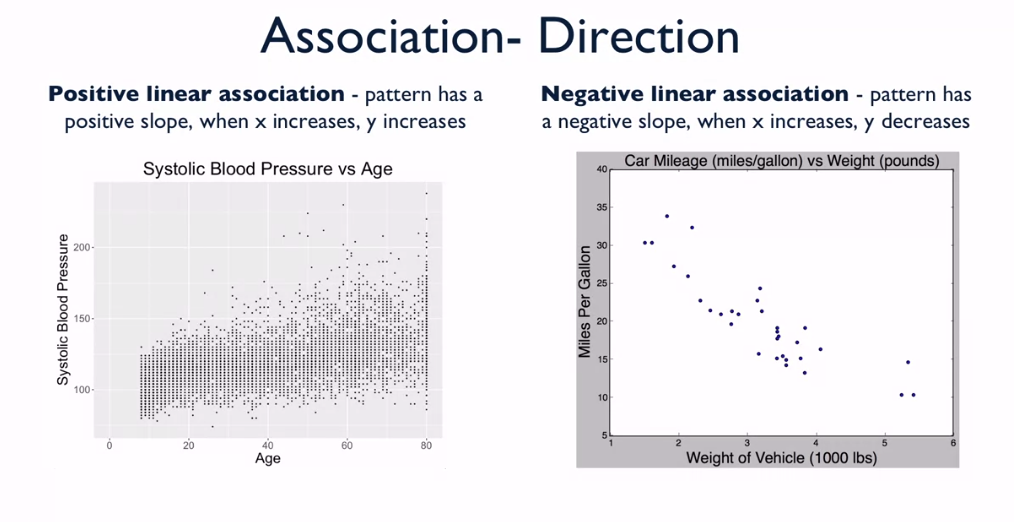 Association- Direction
Positive linear association - pattern has a
positive slope, when x increases, y increases
Negative linear association - pattern has
a negative slope, when x increases, y decreases
Systolic Blood Pressure vs Age
Systolic Blood Pressure
200
150
100
0
20
40
60
80
Age
Car Mileage (miles/gallon) vs Weight (pounds)
Miles Per Gallon
40
35
30
25
20
15
10
5
1
2
3
4
5
6
Weight of Vehicle (1000 lbs)